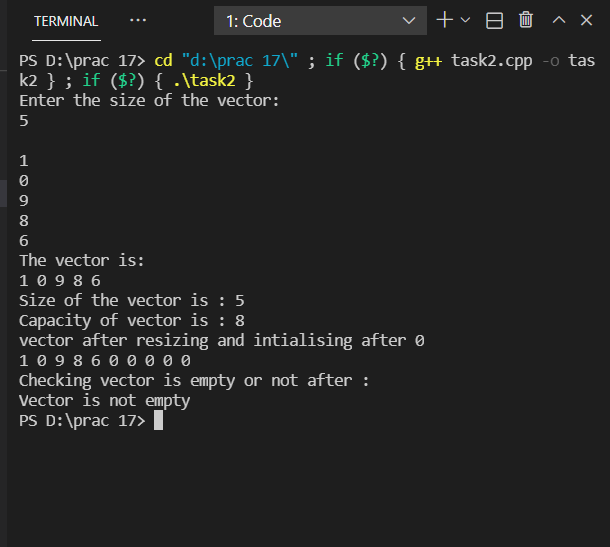 TERMINAL ... 1: Code
PS D:\prac 17> cd "d:\prac 17\" ; if ($?) { g++ task2.cpp -o tas
k2 } ; if ($?) { .\task2 }
Enter the size of the vector:
5
1
0
9
8
6
The vector is:
1 0 9 8 6
Size of the vector is : 5
Capacity of vector is : 8
vector after resizing and intialising after 0
1 0 9 8 6 0 0 0 0 0
Checking vector is empty or not after :
Vector is not empty
PS D:\prac 17>